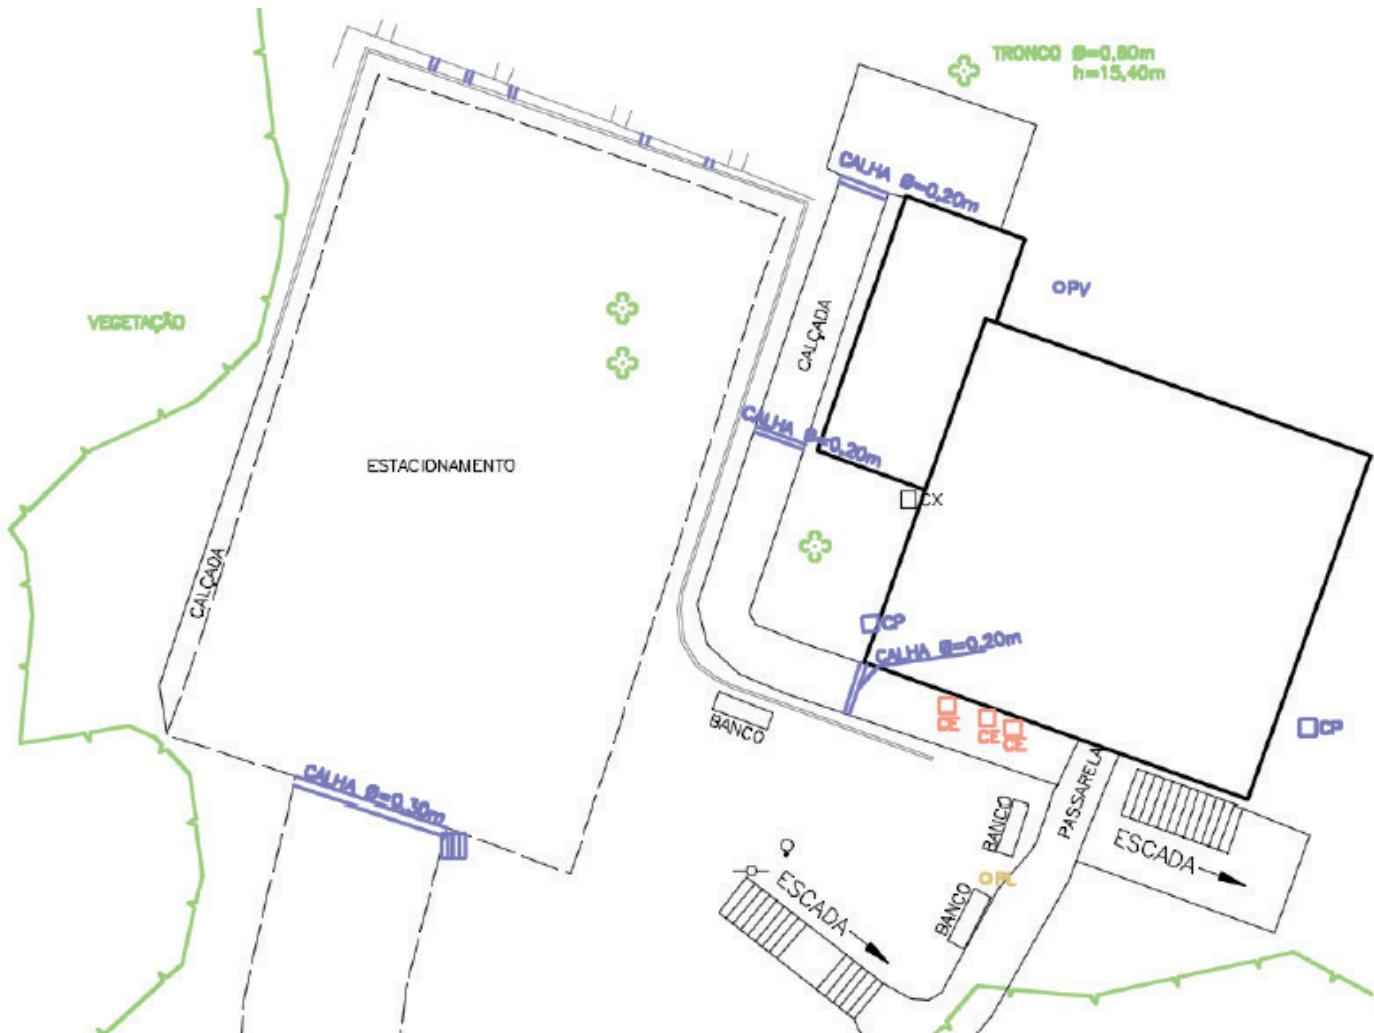 TRONCO Ø=0,80m
h=15,40m
CALHA Ø=0,20m
OPV
VEGETAÇÃO
CALÇADA
CALHA Ø=0,20m
ESTACIONAMENTO
CX
CALÇADA
CP
CALHA Ø=0,20m
CE
CE
CE
CP
BANCO
PASSARELA
CALHA Ø=0,30m
BANCO
ESCADA
ESCADA
PL
BANCO